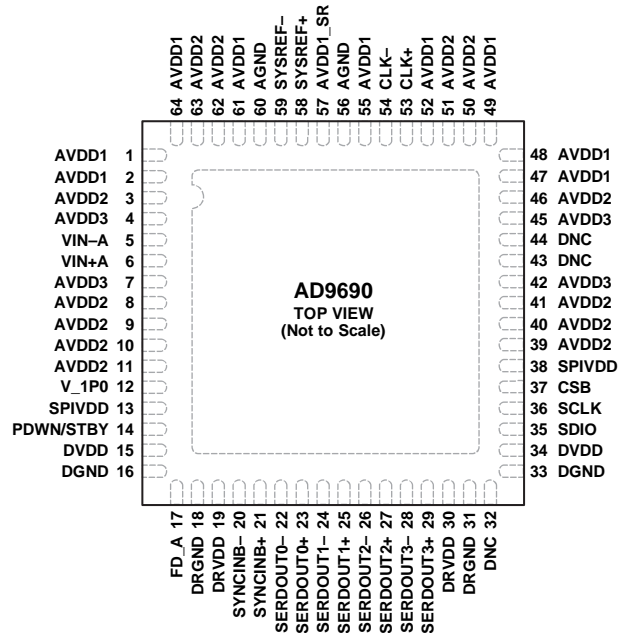 64 AVDD1
63 AVDD2
62 AVDD2
61 AVDD1
60 AGND
59 SYSREF–
58 SYSREF+
57 AVDD1_SR
56 AGND
55 AVDD1
54 CLK–
53 CLK+
52 AVDD1
51 AVDD2
50 AVDD2
49 AVDD1
AVDD1 1
AVDD1 2
AVDD2 3
AVDD3 4
VIN–A 5
VIN+A 6
AVDD3 7
AVDD2 8
AVDD2 9
AVDD2 10
AVDD2 11
V_1P0 12
SPIVDD 13
PDWN/STBY 14
DVDD 15
DGND 16
AD9690
TOP VIEW
(Not to Scale)
48 AVDD1
47 AVDD1
46 AVDD2
45 AVDD3
44 DNC
43 DNC
42 AVDD3
41 AVDD2
40 AVDD2
39 AVDD2
38 SPIVDD
37 CSB
36 SCLK
35 SDIO
34 DVDD
33 DGND
FD_A 17
DRGND 18
DRVDD 19
SYNCINB– 20
SYNCINB+ 21
SERDOUT0– 22
SERDOUT0+ 23
SERDOUT1– 24
SERDOUT1+ 25
SERDOUT2– 26
SERDOUT2+ 27
SERDOUT3– 28
SERDOUT3+ 29
DRVDD 30
DRGND 31
DNC 32